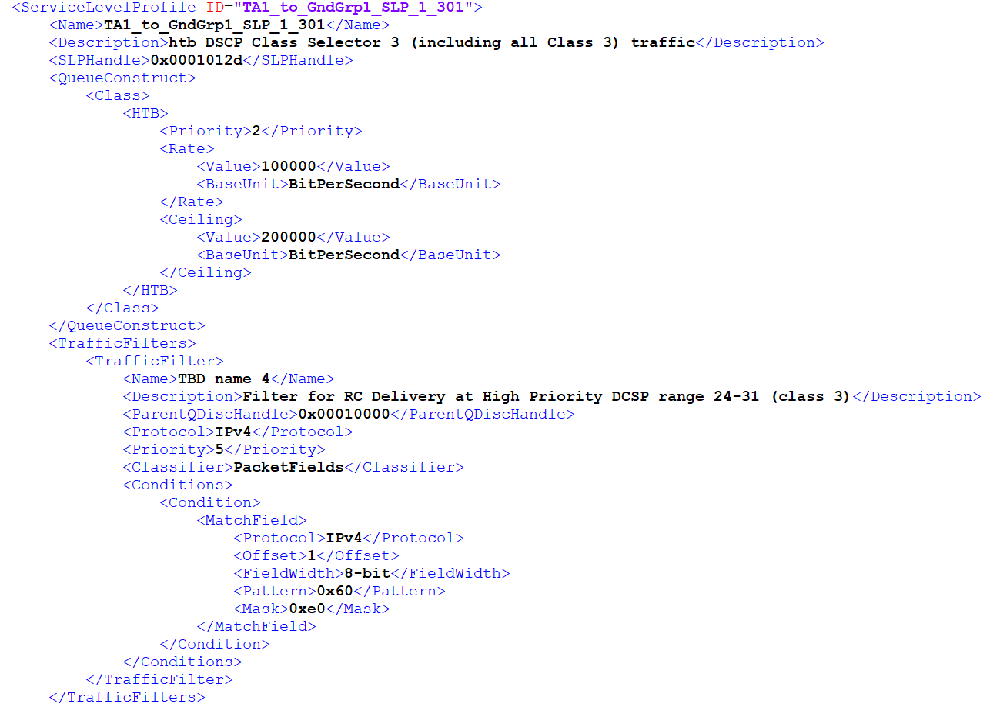 <ServiceLevelProfile ID="TA1_to_GndGrp1_SLP_1_301">
<Name>TA1_to_GndGrp1_SLP_1_301</Name>
<Description>htb DSCP Class Selector 3 (including all Class 3) traffic</Description>
<SLPHandle>0x0001012d</SLPHandle>
<QueueConstruct>
<Class>
<HTB>
<Priority>2</Priority>
<Rate>
<Value>100000</Value>
<BaseUnit>BitPerSecond</BaseUnit>
</Rate>
<Ceiling>
<Value>200000</Value>
<BaseUnit>BitPerSecond</BaseUnit>
</Ceiling>
</HTB>
</Class>
</QueueConstruct>
<TrafficFilters>
<TrafficFilter>
<Name>TBD name 4</Name>
<Description>Filter for RC Delivery at High Priority DCSP range 24-31 (class 3)</Description>
<ParentQDiscHandle>0x00010000</ParentQDiscHandle>
<Protocol>IPv4</Protocol>
<Priority>5</Priority>
<Classifier>PacketFields</Classifier>
<Conditions>
<Condition>
<MatchField>
<Protocol>IPv4</Protocol>
<Offset>1</Offset>
<FieldWidth>8-bit</FieldWidth>
<Pattern>0x60</Pattern>
<Mask>0xe0</Mask>
</MatchField>
</Condition>
</Conditions>
</TrafficFilter>
</TrafficFilters>